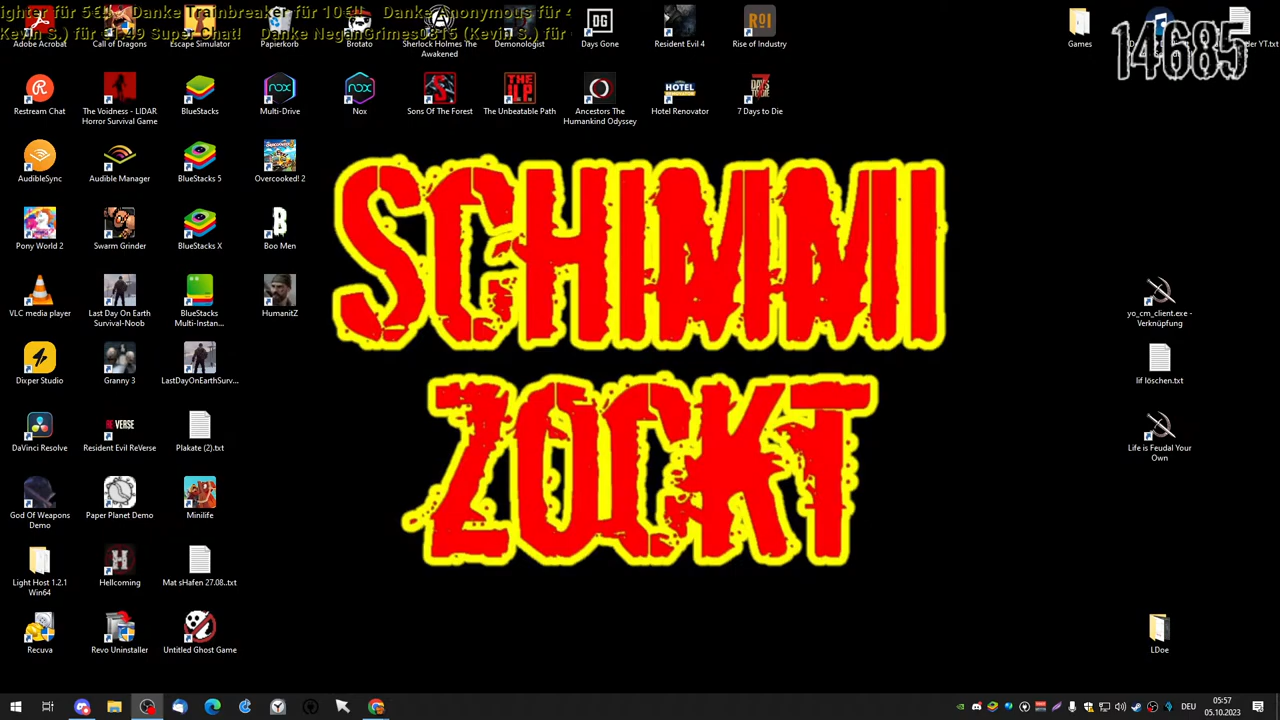 ighter für 5€!! Danke Trainbreaker für 10€!! Danke Anonymous für 4
Kevin S.) für €1.49 Super Chat! Danke NeganGrimes0815 (Kevin S.) für
14685
Adobe Acrobat
Call of Dragons
Escape Simulator
Papierkorb
Brotato
Sherlock Holmes The
Awakened
Demonologist
Days Gone
Resident Evil 4
Rise of Industry
Games
YT.txt
Restream Chat
The Voidness - LIDAR
Horror Survival Game
BlueStacks
Multi-Drive
Nox
Sons Of The Forest
The Unbeatable Path
Ancestors The
Humankind Odyssey
Hotel Renovator
7 Days to Die
AudibleSync
Audible Manager
BlueStacks 5
Overcooked! 2
Pony World 2
Swarm Grinder
BlueStacks X
Boo Men
VLC media player
Last Day On Earth
Survival-Noob
BlueStacks
Multi-Instan...
HumanitZ
yo_cm_client.exe -
Verknüpfung
Dixper Studio
Granny 3
LastDayOnEarthSurv...
lif löschen.txt
DaVinci Resolve
Resident Evil ReVerse
Plakate (2).txt
Life is Feudal Your
Own
God Of Weapons
Demo
Paper Planet Demo
Minilife
Light Host 1.2.1
Win64
Hellcoming
Mat sHafen 27.08..txt
Recuva
Revo Uninstaller
Untitled Ghost Game
LDoe
SCHIMMI
ZOCKT
DEU
05:57
05.10.2023